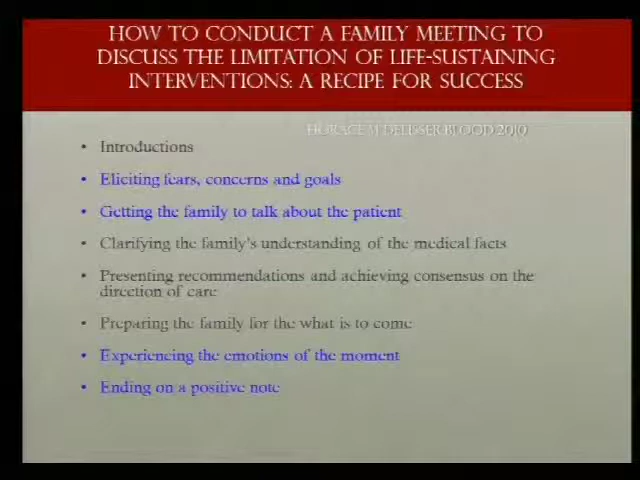 HOW TO CONDUCT A FAMILY MEETING TO
DISCUSS THE LIMITATION OF LIFE-SUSTAINING
INTERVENTIONS: A RECIPE FOR SUCCESS
HORACE M DELISSER BLOOD 2010
• Introductions
• Eliciting fears, concerns and goals
• Getting the family to talk about the patient
• Clarifying the family's understanding of the medical facts
• Presenting recommendations and achieving consensus on the
direction of care
• Preparing the family for the what is to come
• Experiencing the emotions of the moment
• Ending on a positive note